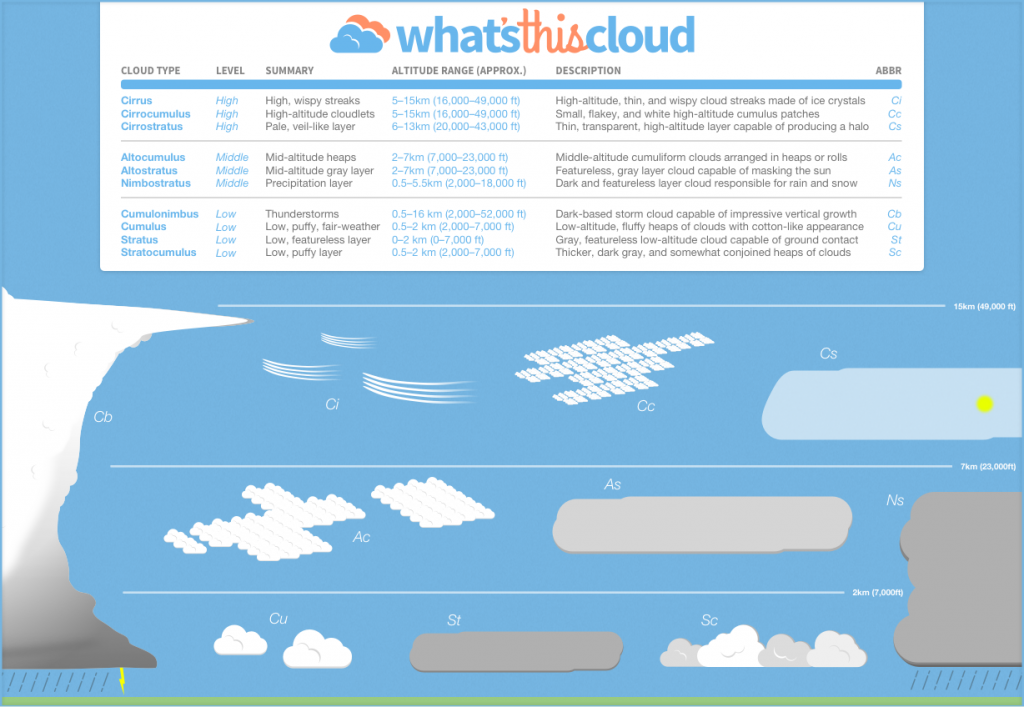 what'sthiscloud
CLOUD TYPE LEVEL SUMMARY ALTITUDE RANGE (APPROX.) DESCRIPTION ABBR
Cirrus High High, wispy streaks 5–15km (16,000–49,000 ft) High-altitude, thin, and wispy cloud streaks made of ice crystals Ci
Cirrocumulus High High-altitude cloudlets 5–15km (16,000–49,000 ft) Small, flakey, and white high-altitude cumulus patches Cc
Cirrostratus High Pale, veil-like layer 6–13km (20,000–43,000 ft) Thin, transparent, high-altitude layer capable of producing a halo Cs
Altocumulus Middle Mid-altitude heaps 2–7km (7,000–23,000 ft) Middle-altitude cumuliform clouds arranged in heaps or rolls Ac
Altostratus Middle Mid-altitude gray layer 2–7km (7,000–23,000 ft) Featureless, gray layer cloud capable of masking the sun As
Nimbostratus Middle Precipitation layer 0.5–5.5km (2,000–18,000 ft) Dark and featureless layer cloud responsible for rain and snow Ns
Cumulonimbus Low Thunderstorms 0.5–16 km (2,000–52,000 ft) Dark-based storm cloud capable of impressive vertical growth Cb
Cumulus Low Low, puffy, fair-weather 0.5–2 km (2,000–7,000 ft) Low-altitude, fluffy heaps of clouds with cotton-like appearance Cu
Stratus Low Low, featureless layer 0–2 km (0–7,000 ft) Gray, featureless low-altitude cloud capable of ground contact St
Stratocumulus Low Low, puffy layer 0.5–2 km (2,000–7,000 ft) Thicker, dark gray, and somewhat conjoined heaps of clouds Sc
15km (49,000 ft)
Cs
Ci
Cc
Cb
7km (23,000ft)
As
Ns
Ac
2km (7,000ft)
Cu
St
Sc